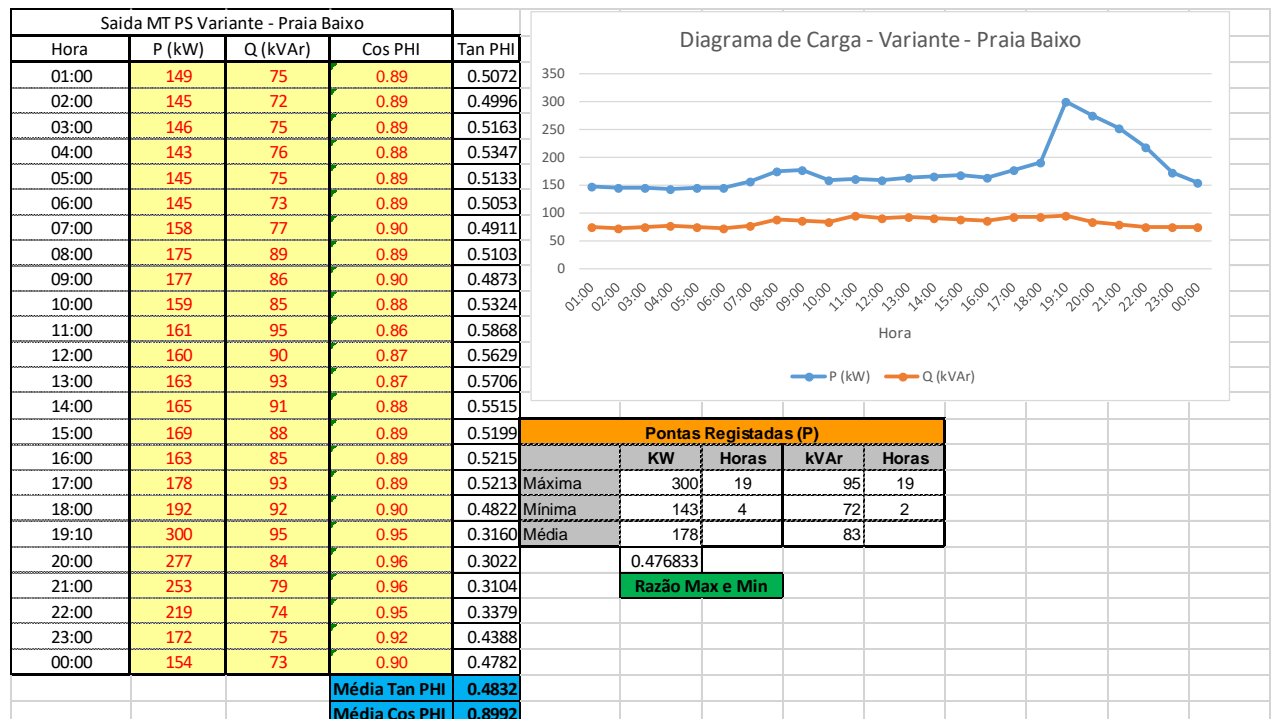 Saida MT PS Variante - Praia Baixo
Hora P (kW) Q (kVAr) Cos PHI Tan PHI
01:00 149 75 0.89 0.5072
02:00 145 72 0.89 0.4996
03:00 146 75 0.89 0.5163
04:00 143 76 0.88 0.5347
05:00 145 75 0.89 0.5133
06:00 145 73 0.89 0.5053
07:00 158 77 0.90 0.4911
08:00 175 89 0.89 0.5103
09:00 177 86 0.90 0.4873
10:00 159 85 0.88 0.5324
11:00 161 95 0.86 0.5868
12:00 160 90 0.87 0.5629
13:00 163 93 0.87 0.5706
14:00 165 91 0.88 0.5515
15:00 169 88 0.89 0.5199
16:00 163 85 0.89 0.5215
17:00 178 93 0.89 0.5213
18:00 192 92 0.90 0.4822
19:10 300 95 0.95 0.3160
20:00 277 84 0.96 0.3022
21:00 253 79 0.96 0.3104
22:00 219 74 0.95 0.3379
23:00 172 75 0.92 0.4388
00:00 154 73 0.90 0.4782
Média Tan PHI 0.4832
Média Cos PHI 0.8992
Diagrama de Carga - Variante - Praia Baixo
350
300
250
200
150
100
50
0
01:00 02:00 03:00 04:00 05:00 06:00 07:00 08:00 09:00 10:00 11:00 12:00 13:00 14:00 15:00 16:00 17:00 18:00 19:10 20:00 21:00 22:00 23:00 00:00
Hora
P (kW) Q (kVAr)
Pontas Registadas (P)
KW Horas kVAr Horas
Máxima 300 19 95 19
Mínima 143 4 72 2
Média 178 83
0.476833
Razão Max e Min